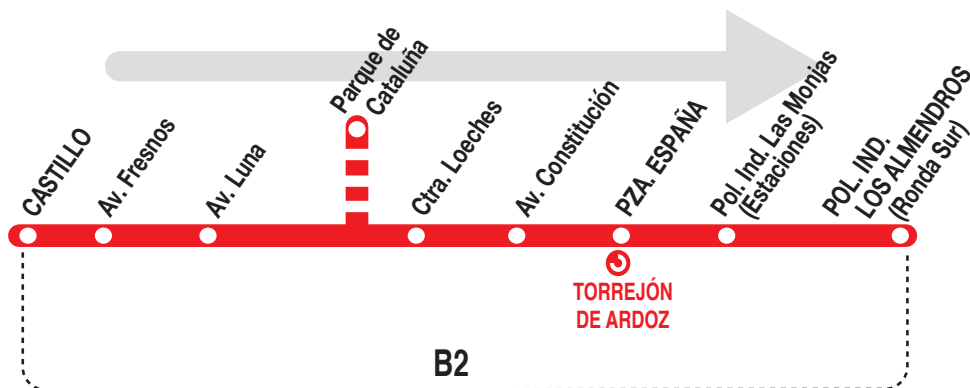 CASTILLO
Av. Fresnos
Av. Luna
Parque de
Cataluña
Ctra. Loeches
Av. Constitución
PZA. ESPAÑA
Pol. Ind. Las Monjas
(Estaciones)
POL. IND.
LOS ALMENDROS
(Ronda Sur)
TORREJÓN
DE ARDOZ
B2